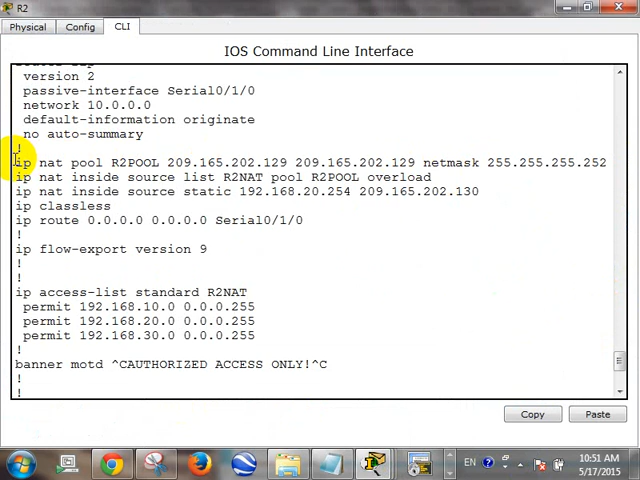 R2
Physical
Config
CLI
IOS Command Line Interface
version 2
passive-interface Serial0/1/0
network 10.0.0.0
default-information originate
no auto-summary
!
ip nat pool R2POOL 209.165.202.129 209.165.202.129 netmask 255.255.255.252
ip nat inside source list R2NAT pool R2POOL overload
ip nat inside source static 192.168.20.254 209.165.202.130
ip classless
ip route 0.0.0.0 0.0.0.0 Serial0/1/0
!
ip flow-export version 9
!
!
ip access-list standard R2NAT
permit 192.168.10.0 0.0.0.255
permit 192.168.20.0 0.0.0.255
permit 192.168.30.0 0.0.0.255
!
banner motd ^CAUTHORIZED ACCESS ONLY!^C
!
!
Copy
Paste
EN
10:51 AM
5/17/2015